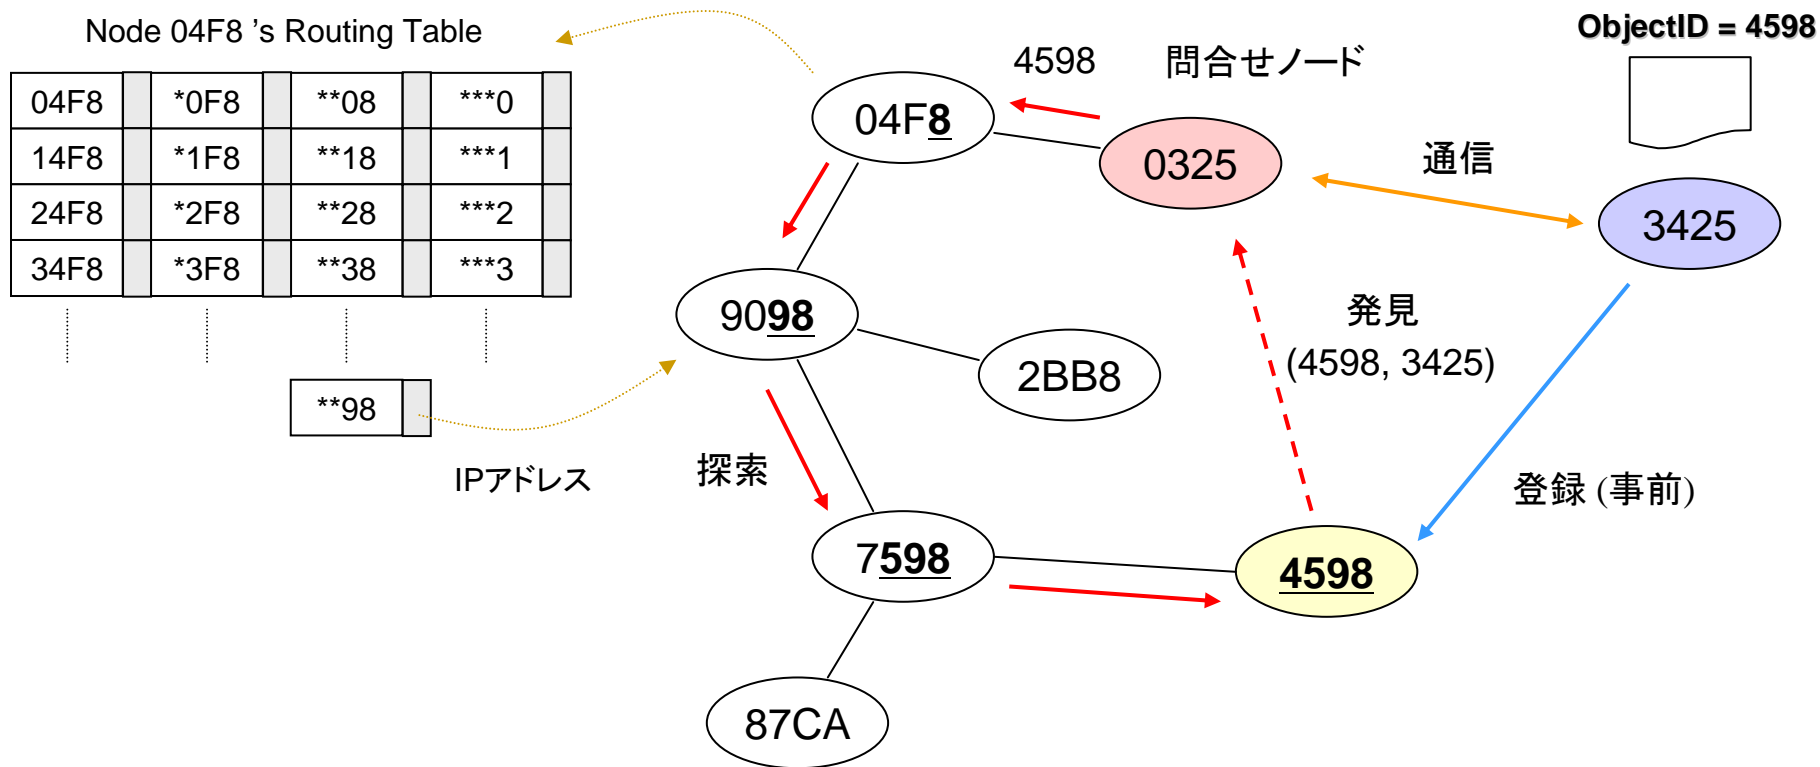 Node 04F8 's Routing Table
04F8 *0F8 **08 ***0
14F8 *1F8 **18 ***1
24F8 *2F8 **28 ***2
34F8 *3F8 **38 ***3
**98
IPアドレス
4598
問合せノード
ObjectID = 4598
04F8
0325
通信
3425
9098
2BB8
発見
(4598, 3425)
探索
登録 (事前)
7598
4598
87CA